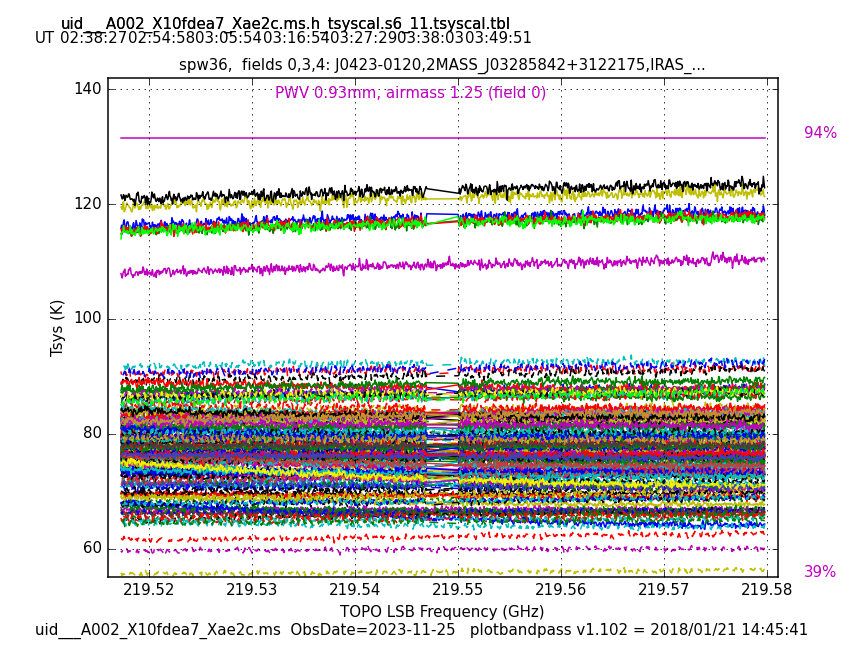 uid___A002_X10fdea7_Xae2c.ms.h_tsyscal.s6_11.tsyscal.tbl
UT 02:38:27 02:54:58 03:05:54 03:16:54 03:27:29 03:38:03 03:49:51
spw36, fields 0,3,4: J0423-0120,2MASS_J03285842+3122175,IRAS_...
PWV 0.93mm, airmass 1.25 (field 0)
140
94%
120
100
80
60
39%
Tsys (K)
219.52 219.53 219.54 219.55 219.56 219.57 219.58
TOPO LSB Frequency (GHz)
uid___A002_X10fdea7_Xae2c.ms ObsDate=2023-11-25 plotbandpass v1.102 = 2018/01/21 14:45:41